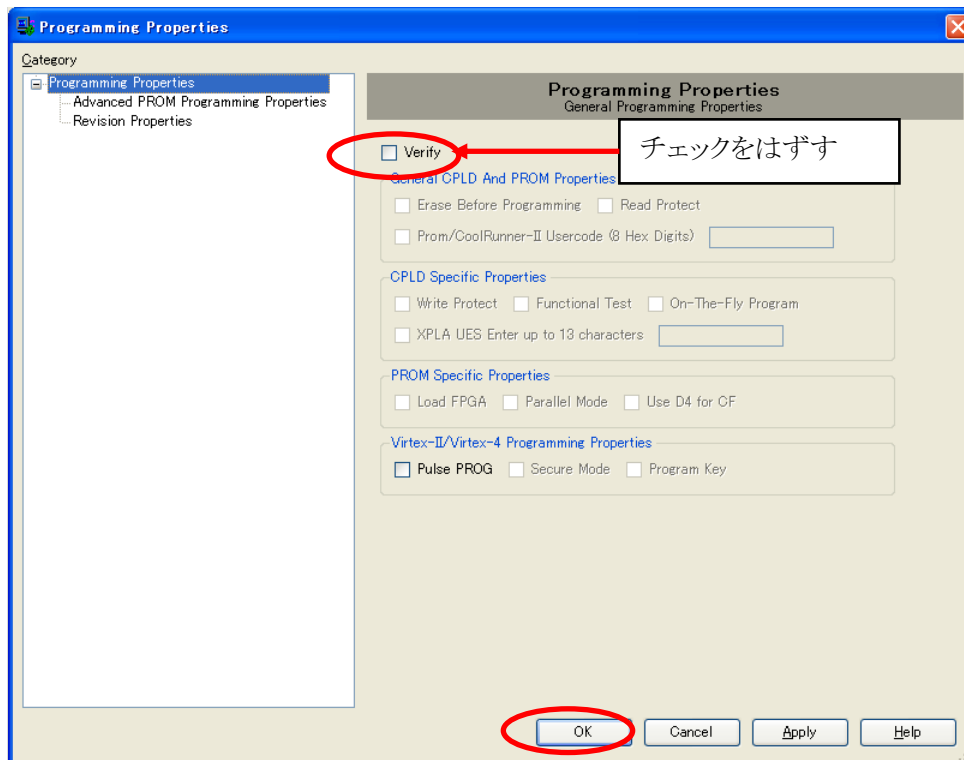 Programming Properties
Category
Programming Properties
Advanced PROM Programming Properties
Revision Properties
Programming Properties
General Programming Properties
Verify
チェックをはずす
General CPLD And PROM Properties
Erase Before Programming Read Protect
Prom/CoolRunner-II Usercode (8 Hex Digits)
CPLD Specific Properties
Write Protect Functional Test On-The-Fly Program
XPLA UES Enter up to 13 characters
PROM Specific Properties
Load FPGA Parallel Mode Use D4 for CF
Virtex-II/Virtex-4 Programming Properties
Pulse PROG Secure Mode Program Key
OK Cancel Apply Help